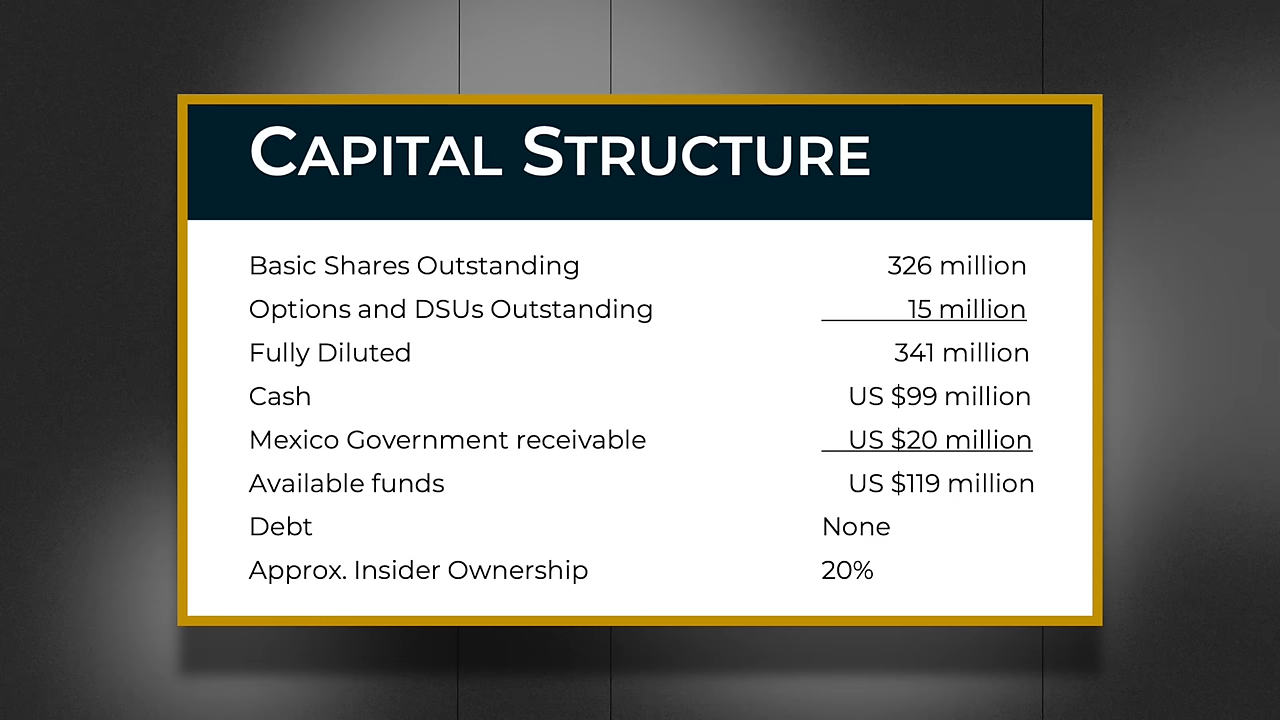 Capital Structure
Basic Shares Outstanding 326 million
Options and DSUs Outstanding 15 million
Fully Diluted 341 million
Cash US $99 million
Mexico Government receivable US $20 million
Available funds US $119 million
Debt None
Approx. Insider Ownership 20%